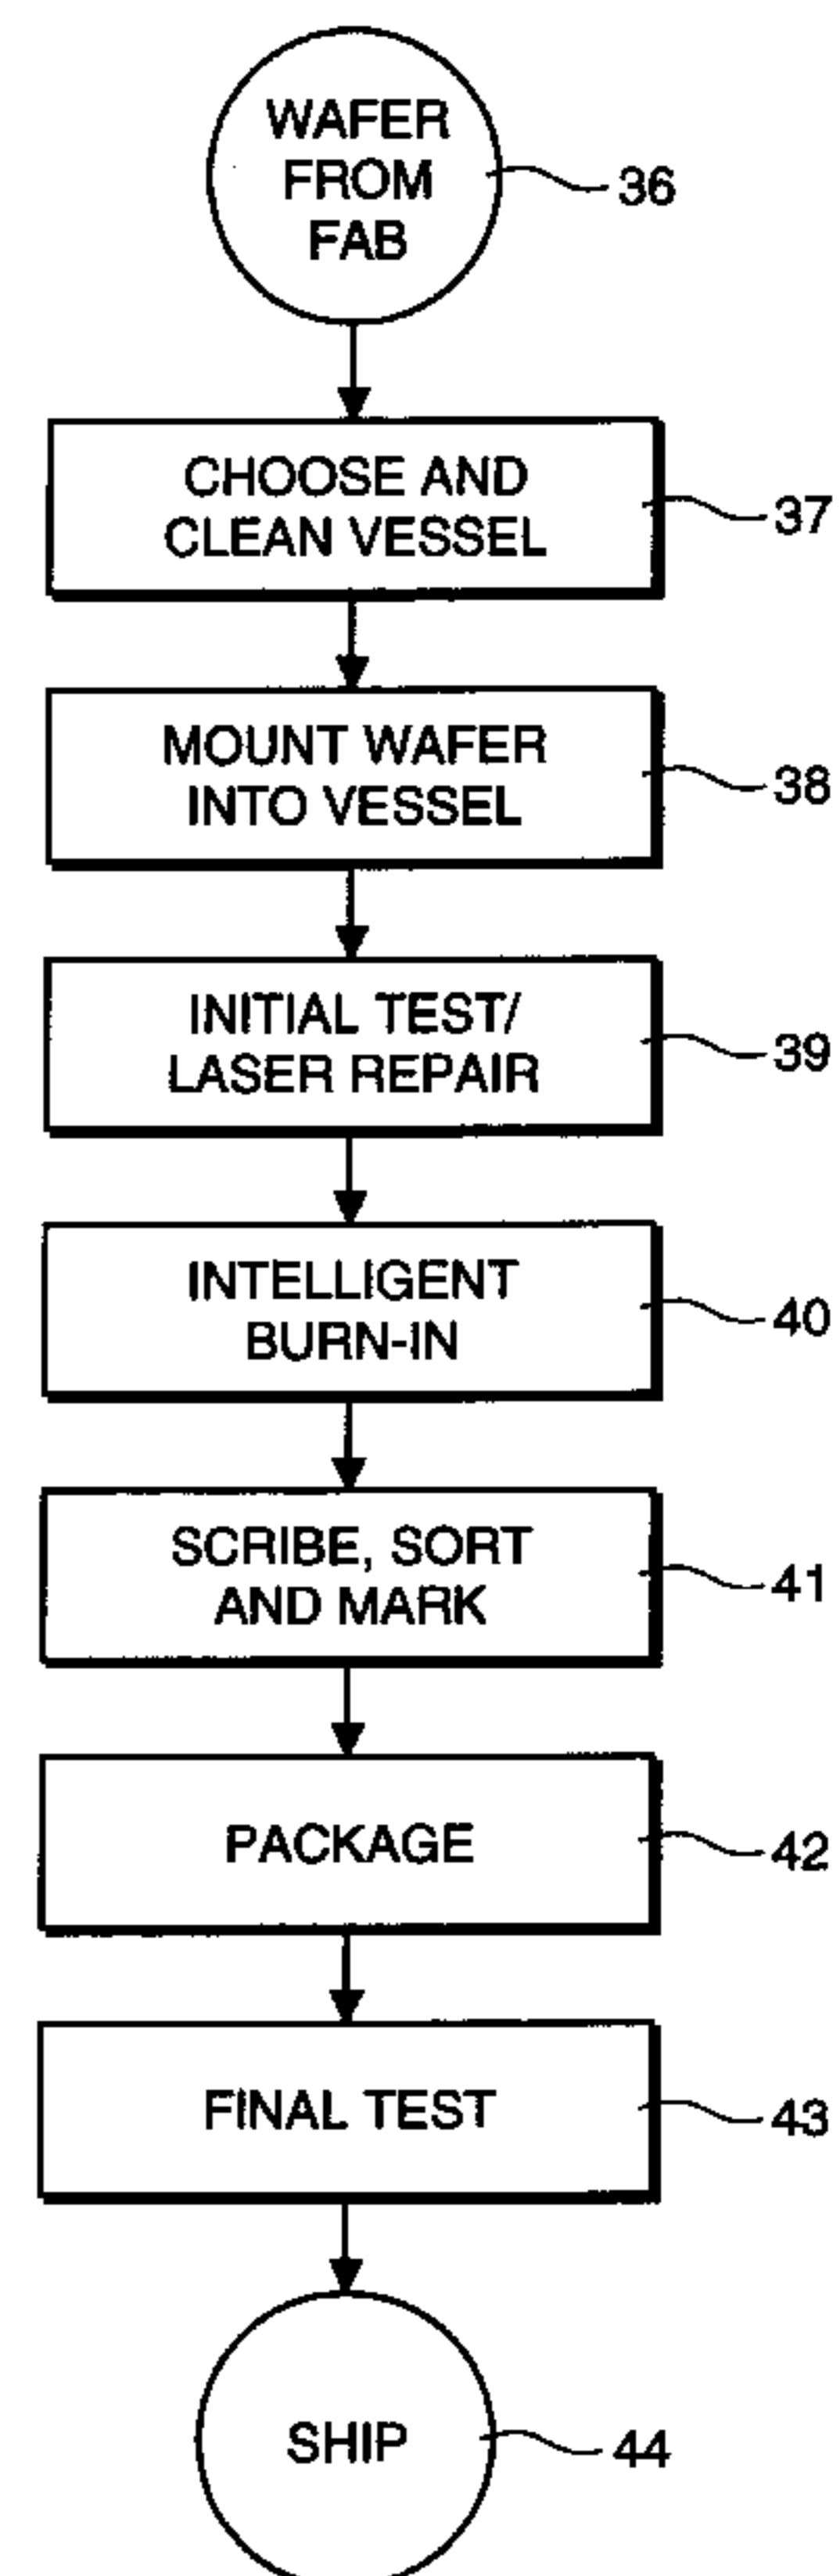 WAFER
FROM
FAB
36
CHOOSE AND
CLEAN VESSEL
37
MOUNT WAFER
INTO VESSEL
38
INITIAL TEST/
LASER REPAIR
39
INTELLIGENT
BURN-IN
40
SCRIBE, SORT
AND MARK
41
PACKAGE
42
FINAL TEST
43
SHIP
44